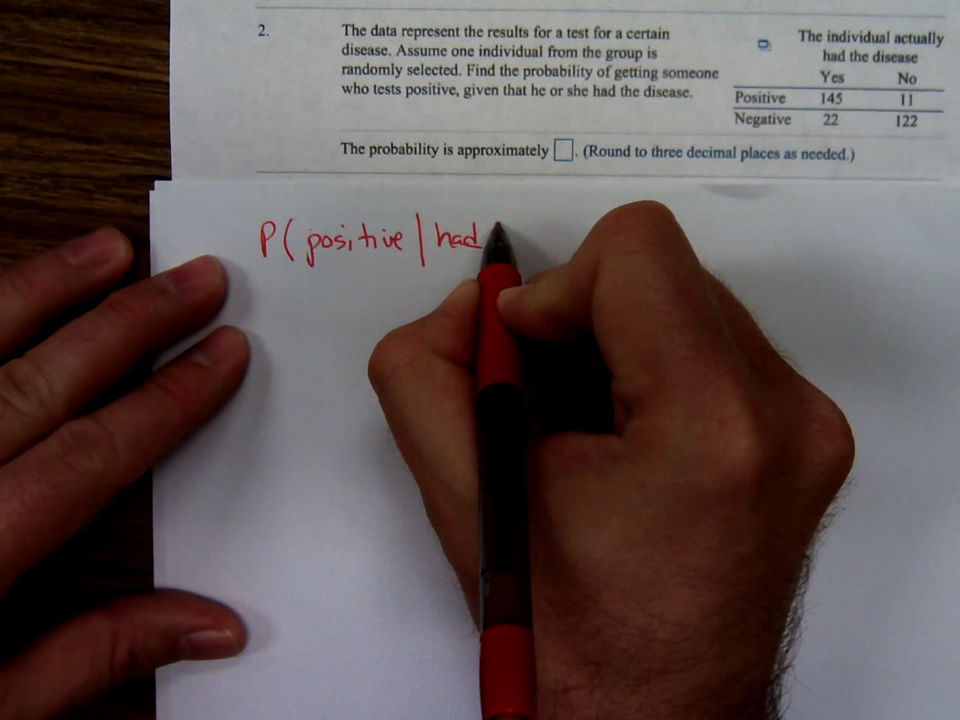 2.
The data represent the results for a test for a certain
disease. Assume one individual from the group is
randomly selected. Find the probability of getting someone
who tests positive, given that he or she had the disease.
The individual actually
had the disease
Yes No
Positive 145 11
Negative 22 122
The probability is approximately . (Round to three decimal places as needed.)
P( positive | had